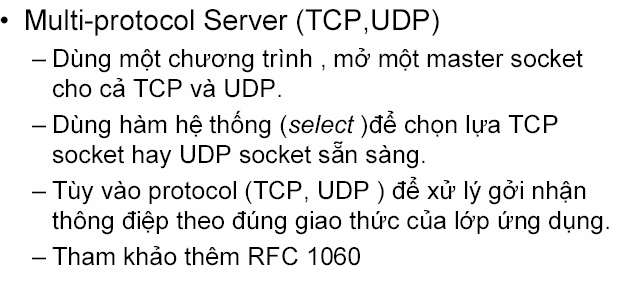 • Multi-protocol Server (TCP,UDP)
– Dùng một chương trình , mở một master socket
cho cả TCP và UDP.
– Dùng hàm hệ thống (select )để chọn lựa TCP
socket hay UDP socket sẵn sàng.
– Tùy vào protocol (TCP, UDP ) để xử lý gởi nhận
thông điệp theo đúng giao thức của lớp ứng dụng.
– Tham khảo thêm RFC 1060